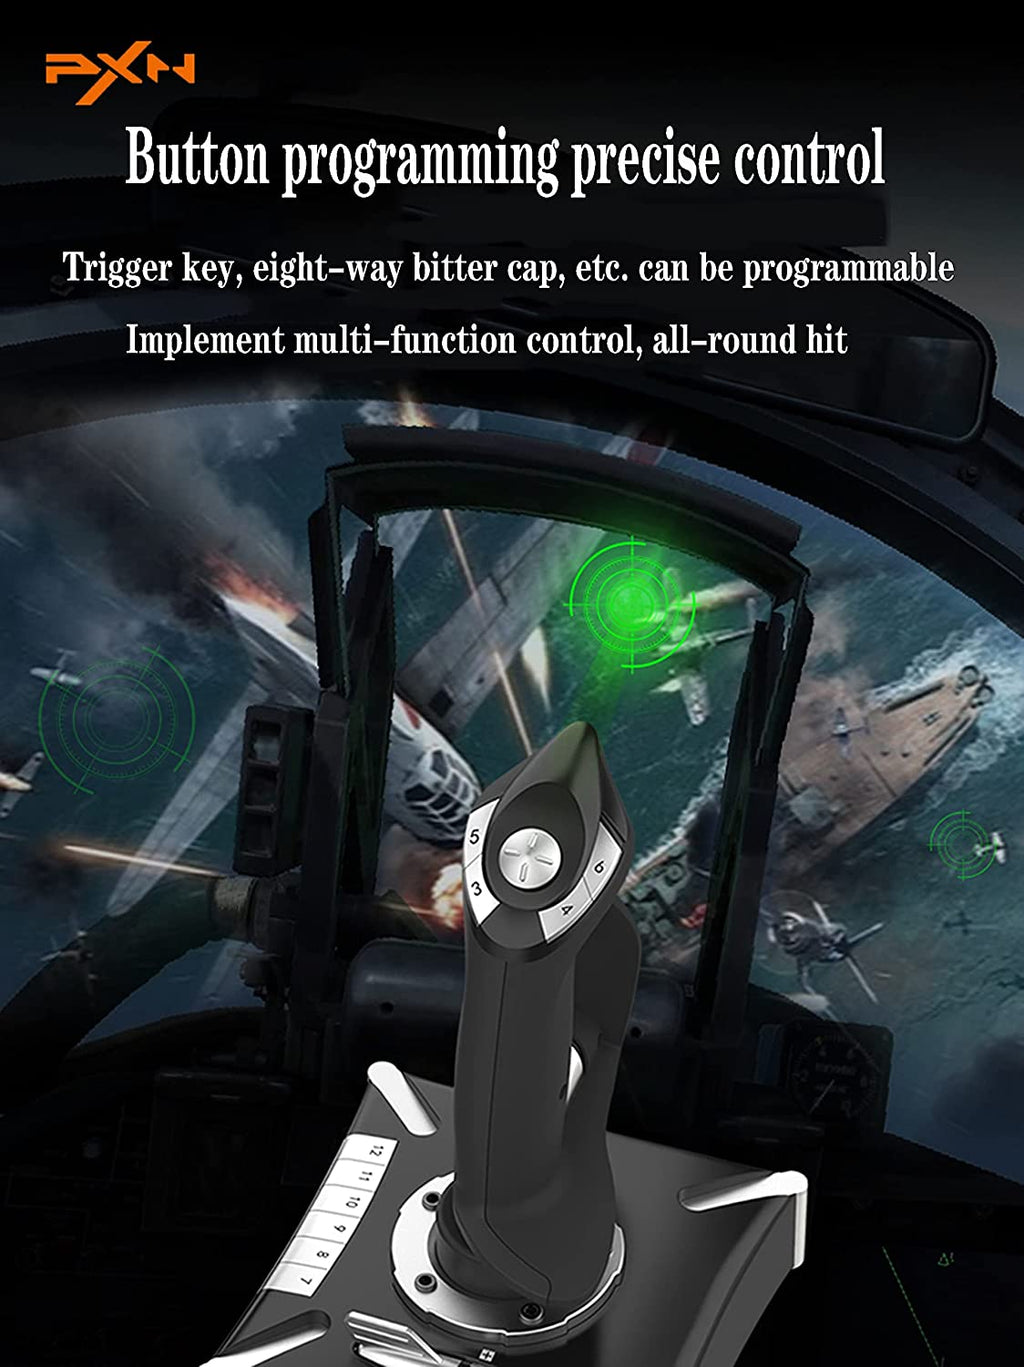 PXN
Button programming precise control
Trigger key, eight-way bitter cap, etc. can be programmable
Implement multi-function control, all-round hit
5
3
6
4
12
11
10
9
8
7